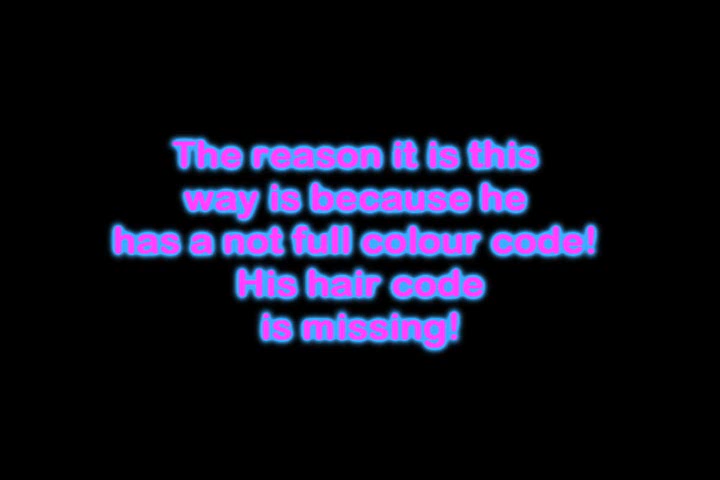 The reason it is this
way is because he
has a not full colour code!
His hair code
is missing!